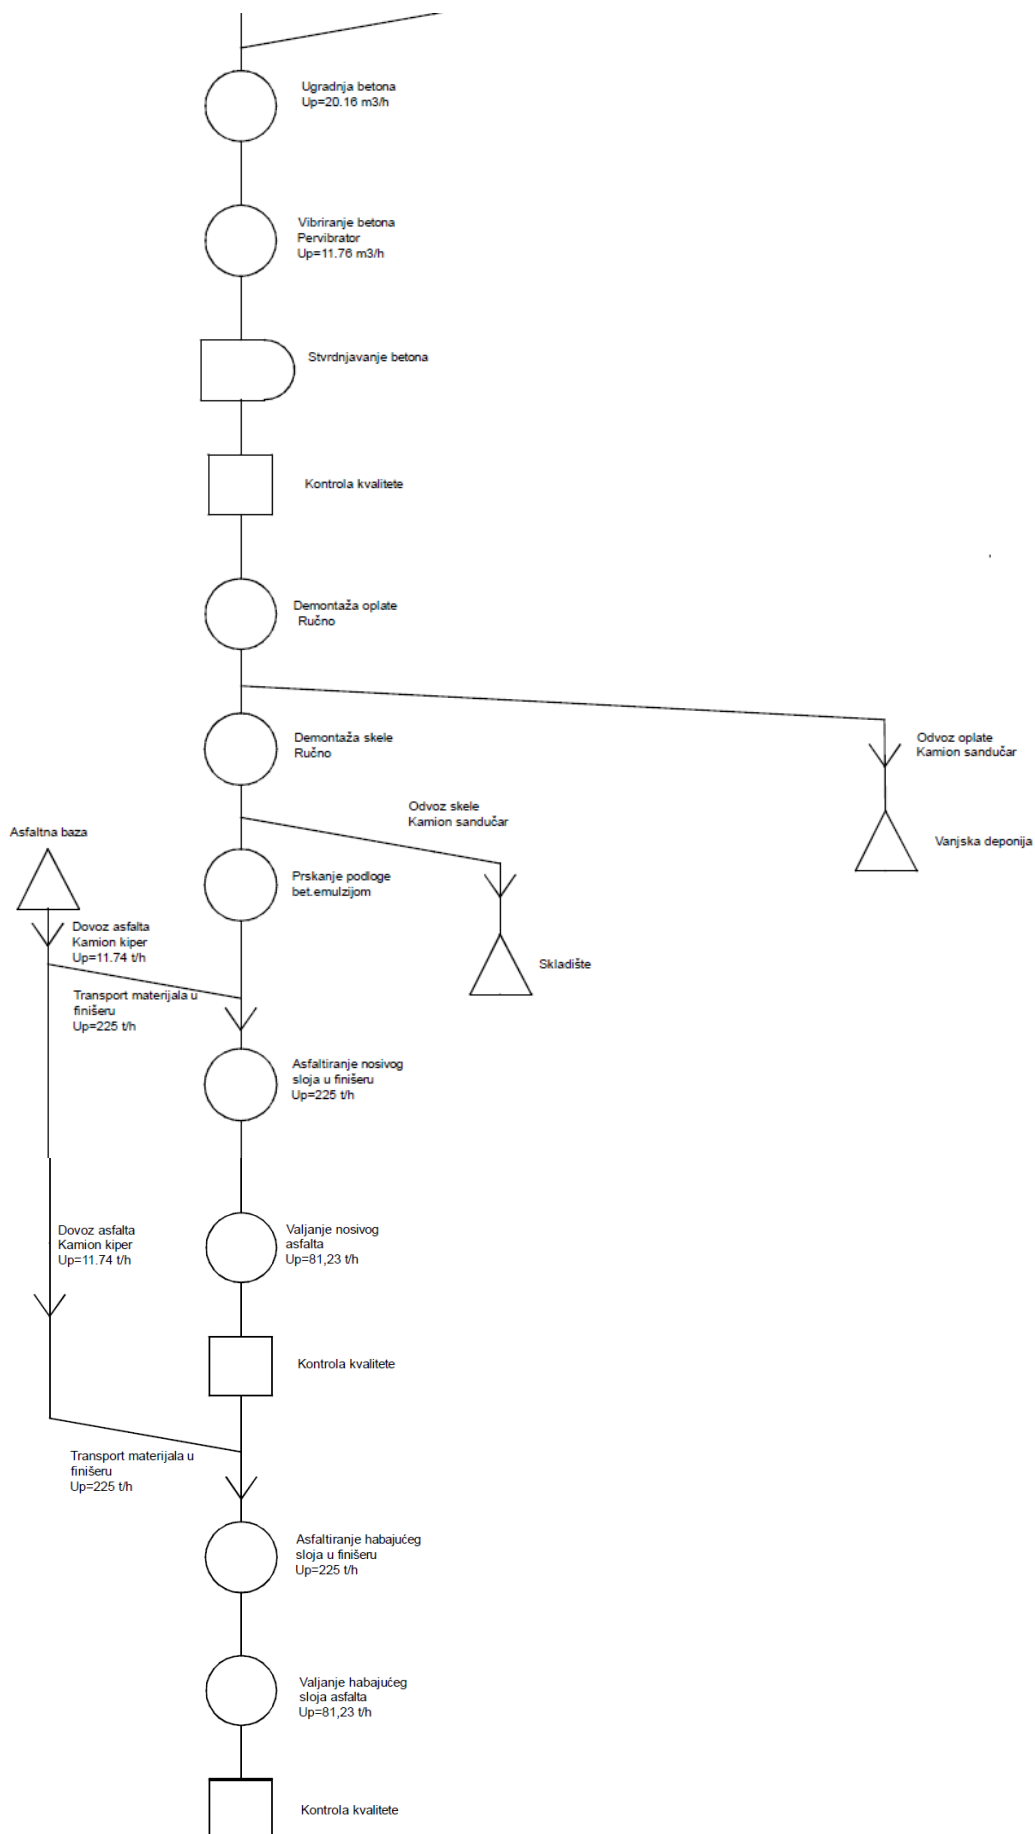 Ugradnja betona
Up=20.16 m3/h
Vibriranje betona
Pervibrator
Up=11.76 m3/h
Stvrdnjavanje betona
Kontrola kvalitete
Demontaža oplate
Ručno
Demontaža skele
Ručno
Odvoz oplate
Kamion sandučar
Odvoz skele
Kamion sandučar
Asfaltna baza
Vanjska deponija
Prskanje podloge
bet.emulzijom
Dovoz asfalta
Kamion kiper
Up=11.74 t/h
Skladište
Transport materijala u
finišeru
Up=225 t/h
Asfaltiranje nosivog
sloja u finišeru
Up=225 t/h
Dovoz asfalta
Kamion kiper
Up=11.74 t/h
Valjanje nosivog
asfalta
Up=81,23 t/h
Kontrola kvalitete
Transport materijala u
finišeru
Up=225 t/h
Asfaltiranje habajućeg
sloja u finišeru
Up=225 t/h
Valjanje habajućeg
sloja asfalta
Up=81,23 t/h
Kontrola kvalitete